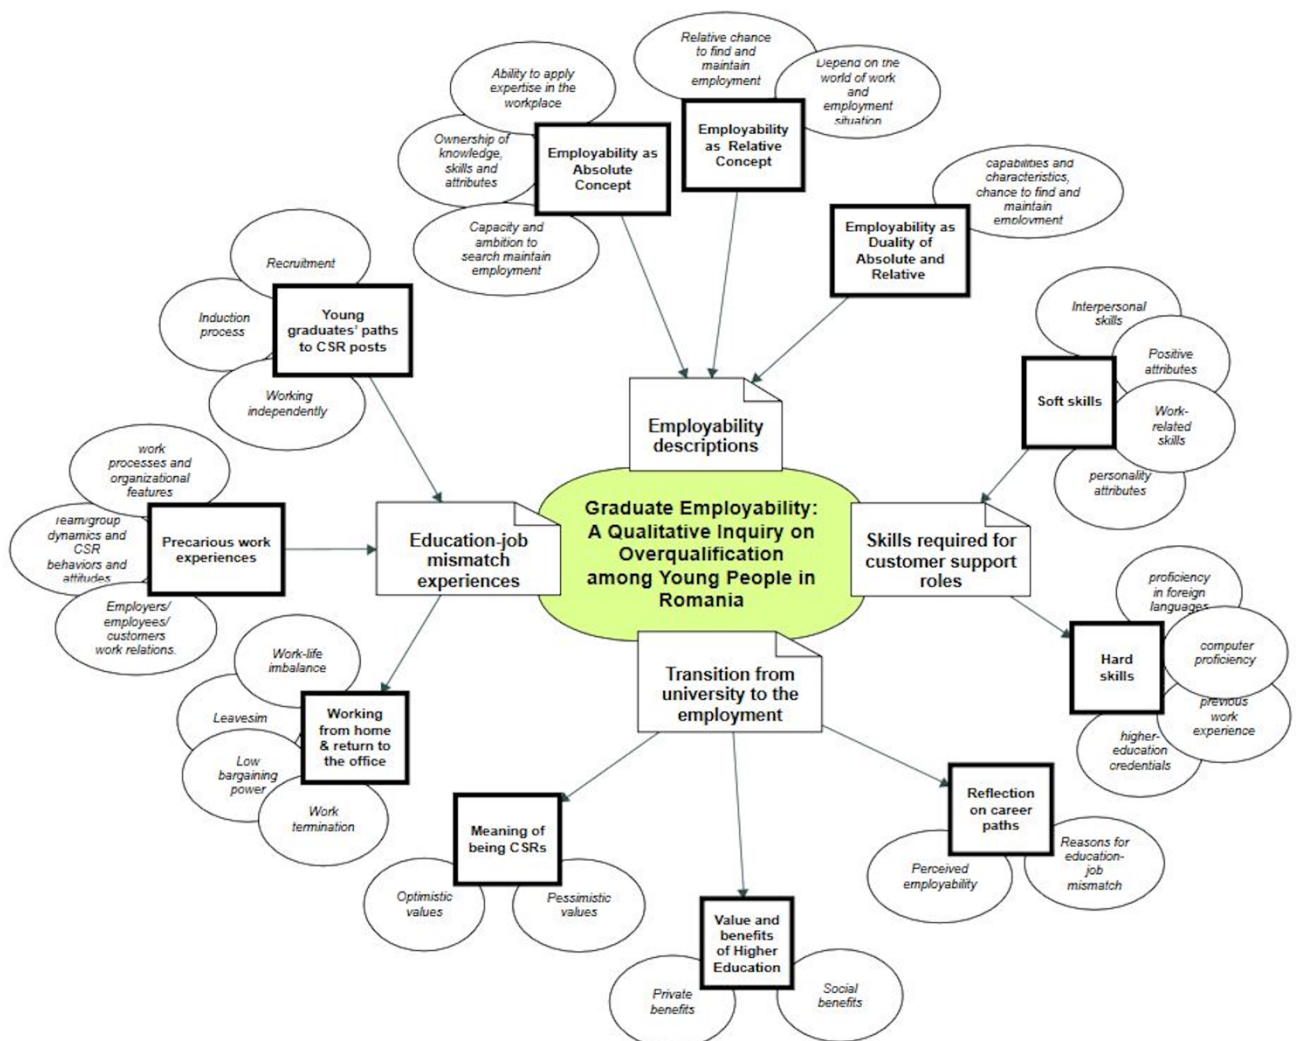 Relative chance
to find and
maintain
employment
Depend on the
world of work
and
employment
situation
Employability
as Relative
Concept
Ability to apply
expertise in the
workplace
Ownership of
knowledge,
skills and
attributes
Capacity and
ambition to
search maintain
employment
Employability as
Absolute
Concept
capabilities and
characteristics,
chance to find and
maintain
employment
Employability as
Duality of
Absolute and
Relative
Recruitment
Induction
process
Working
independently
Young
graduates' paths
to CSR posts
Interpersonal
skills
Positive
attributes
Work-
related
skills
personality
attributes
Soft skills
Employability
descriptions
Graduate Employability:
A Qualitative Inquiry on
Overqualification
among Young People in
Romania
work
processes and
organizational
features
Team/group
dynamics and
CSR
behaviors and
attitudes
Employers/
employees/
customers
work relations.
Precarious work
experiences
Education-job
mismatch
experiences
Skills required for
customer support
roles
proficiency
in foreign
languages
computer
proficiency
previous
work
experience
higher-
education
credentials
Hard
skills
Work-life
imbalance
Leavesim
Low
bargaining
power
Work
termination
Working
from home
& return to
the office
Transition from
university to the
employment
Meaning of
being CSRs
Optimistic
values
Pessimistic
values
Reflection
on career
paths
Perceived
employability
Reasons for
education-
job
mismatch
Value and
benefits
of Higher
Education
Private
benefits
Social
benefits